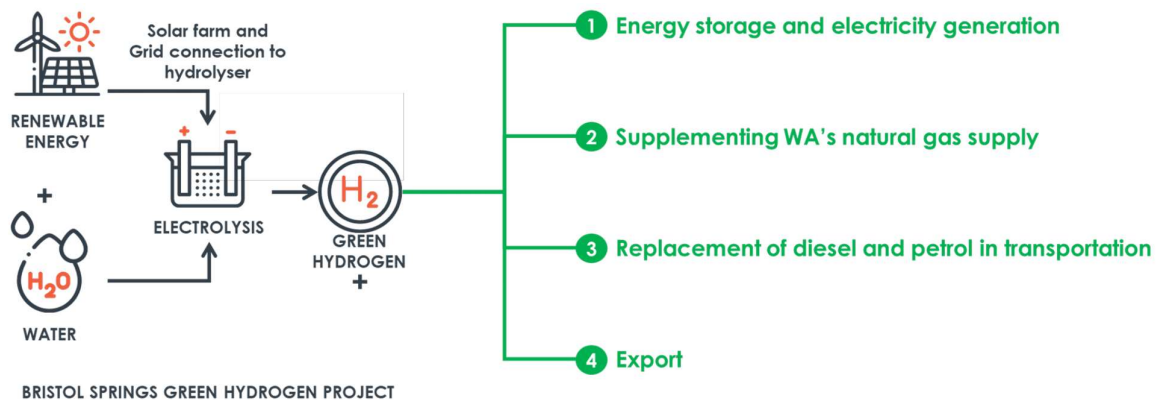 Solar farm and
Grid connection to
hydrolyser
RENEWABLE
ENERGY
+
H₂O
WATER
+ -
ELECTROLYSIS
H₂
GREEN
HYDROGEN
+
1 Energy storage and electricity generation
2 Supplementing WA's natural gas supply
3 Replacement of diesel and petrol in transportation
4 Export
BRISTOL SPRINGS GREEN HYDROGEN PROJECT